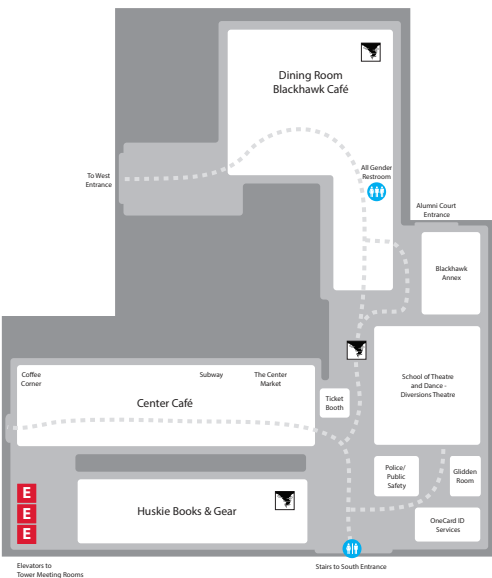 Dining Room
Blackhawk Café
All Gender
Restroom
To West
Entrance
Alumni Court
Entrance
Blackhawk
Annex
Coffee
Corner
Subway
The Center
Market
Center Café
Ticket
Booth
School of Theatre
and Dance -
Diversions Theatre
Police/
Public
Safety
Glidden
Room
E
E
E
Huskie Books & Gear
OneCard ID
Services
Elevators to
Tower Meeting Rooms
Stairs to South Entrance